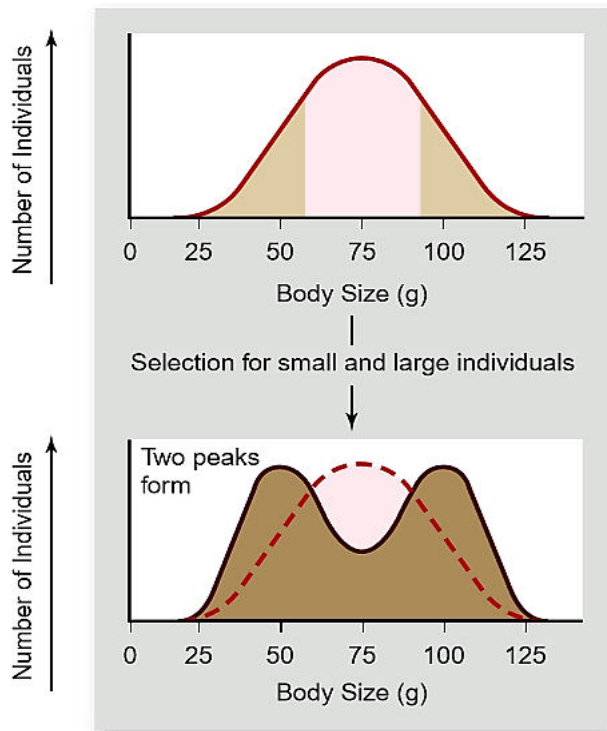 Number of Individuals
0 25 50 75 100 125
Body Size (g)
Selection for small and large individuals
Number of Individuals
Two peaks
form
0 25 50 75 100 125
Body Size (g)